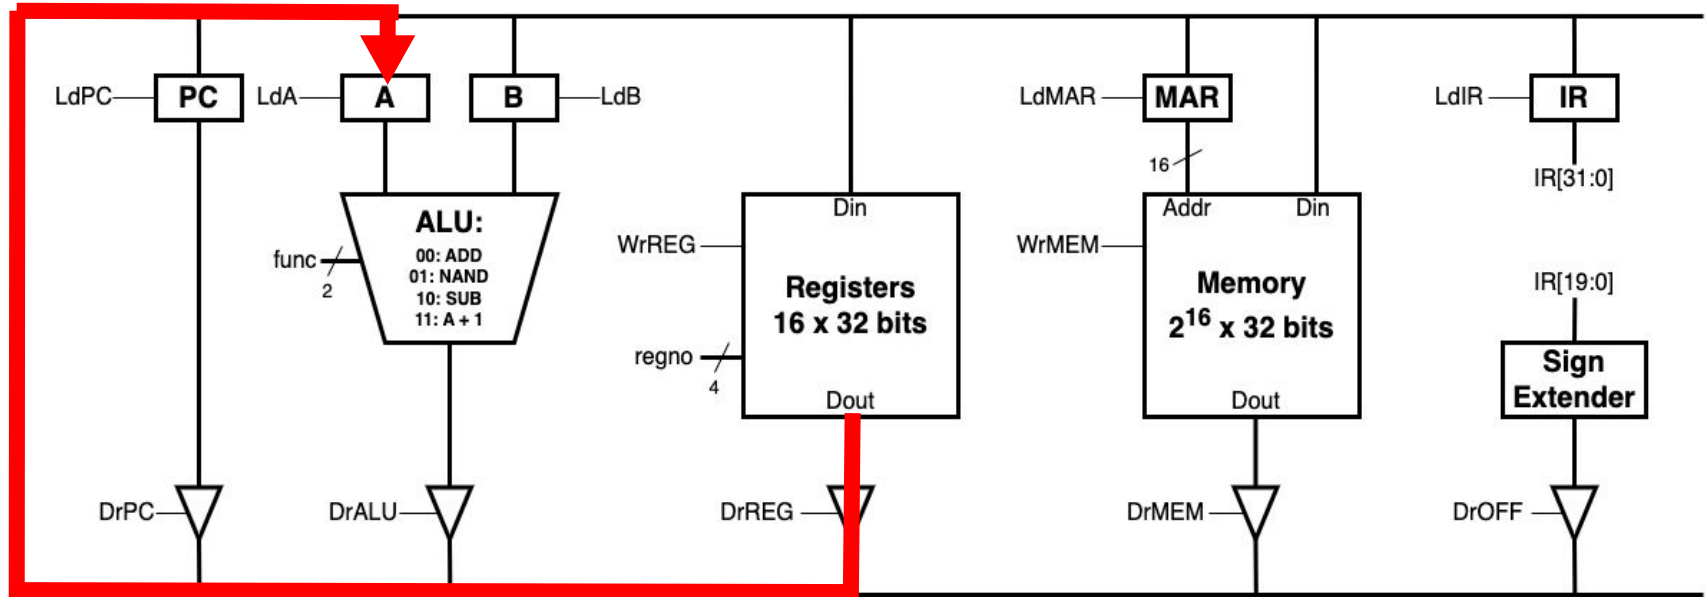 LdPC
PC
LdA
A
B
LdB
LdMAR
MAR
LdIR
IR
16
IR[31:0]
ALU:
00: ADD
01: NAND
10: SUB
11: A + 1
func
2
Din
WrREG
Registers
16 x 32 bits
regno
4
Dout
Addr
Din
WrMEM
Memory
2^16 x 32 bits
Dout
IR[19:0]
Sign
Extender
DrPC
DrALU
DrREG
DrMEM
DrOFF